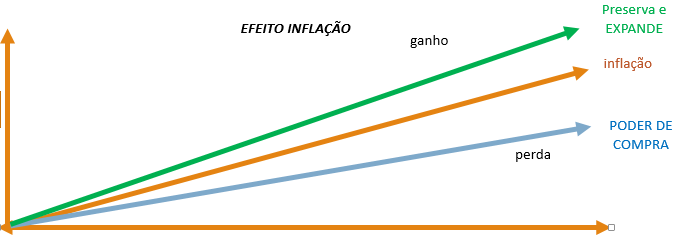 Preserva e
EXPANDE
EFEITO INFLAÇÃO
ganho
inflação
PODER DE
COMPRA
perda